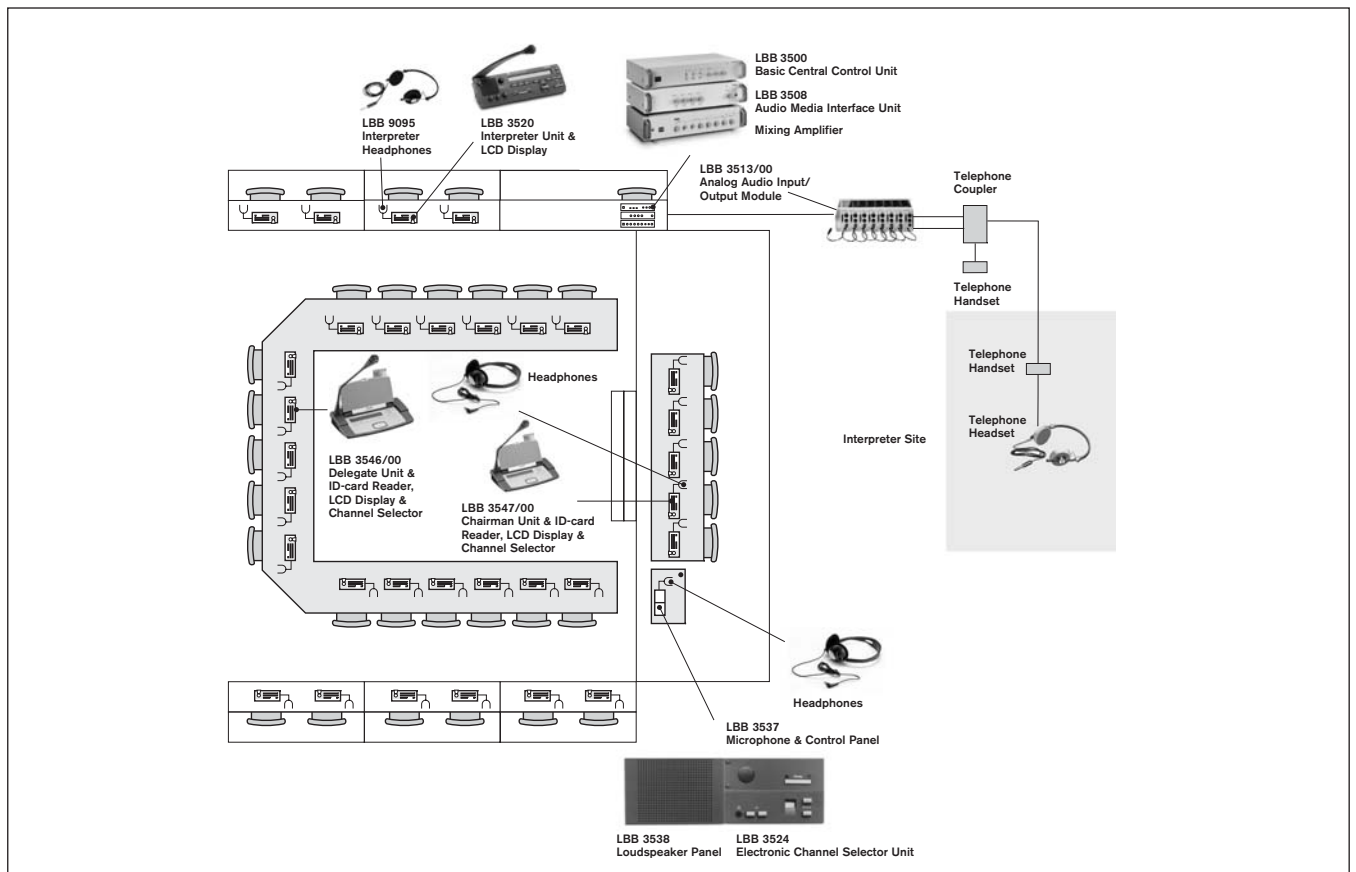 LBB 3500
Basic Central Control Unit
LBB 3508
Audio Media Interface Unit
Mixing Amplifier
LBB 9095
Interpreter
Headphones
LBB 3520
Interpreter Unit &
LCD Display
LBB 3513/00
Analog Audio Input/
Output Module
Telephone
Coupler
Telephone
Handset
Headphones
LBB 3546/00
Delegate Unit &
ID-card Reader,
LCD Display &
Channel Selector
LBB 3547/00
Chairman Unit & ID-card
Reader, LCD Display &
Channel Selector
Interpreter Site
Telephone
Handset
Telephone
Headset
Headphones
LBB 3537
Microphone & Control Panel
LBB 3538
Loudspeaker Panel
LBB 3524
Electronic Channel Selector Unit